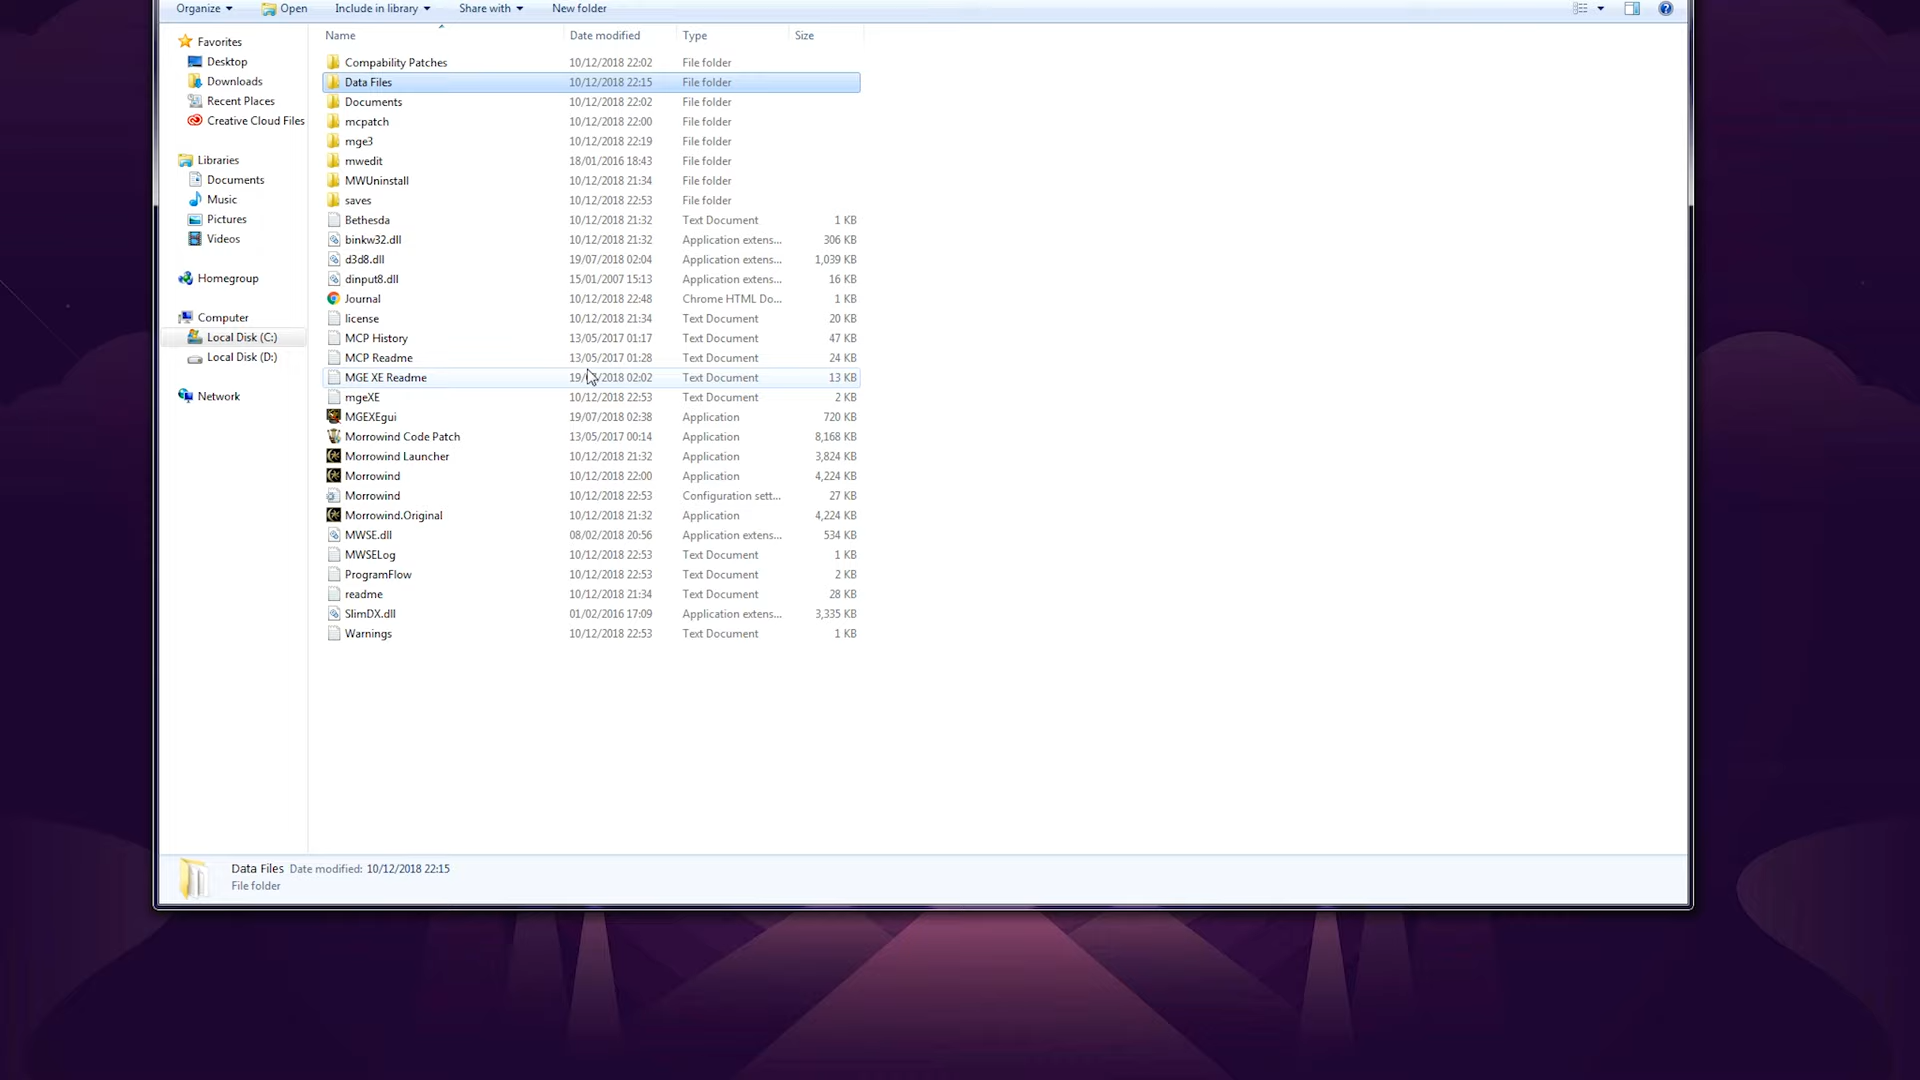 Organize Open Include in library Share with New folder
Name Date modified Type Size
Favorites
Desktop
Downloads
Recent Places
Creative Cloud Files
Libraries
Documents
Music
Pictures
Videos
Homegroup
Computer
Local Disk (C:)
Local Disk (D:)
Network
Compability Patches 10/12/2018 22:02 File folder
Data Files 10/12/2018 22:15 File folder
Documents 10/12/2018 22:02 File folder
mcpatch 10/12/2018 22:00 File folder
mge3 10/12/2018 22:19 File folder
mwedit 18/01/2016 18:43 File folder
MWUninstall 10/12/2018 21:34 File folder
saves 10/12/2018 22:53 File folder
Bethesda 10/12/2018 21:32 Text Document 1 KB
binkw32.dll 10/12/2018 21:32 Application extens... 306 KB
d3d8.dll 19/07/2018 02:04 Application extens... 1,039 KB
dinput8.dll 15/01/2007 15:13 Application extens... 16 KB
Journal 10/12/2018 22:48 Chrome HTML Do... 1 KB
license 10/12/2018 21:34 Text Document 20 KB
MCP History 13/05/2017 01:17 Text Document 47 KB
MCP Readme 13/05/2017 01:28 Text Document 24 KB
MGE XE Readme 02:02 Text Document 13 KB
mgeXE 10/12/2018 22:53 Text Document 2 KB
MGEXEgui 19/07/2018 02:38 Application 720 KB
Morrowind Code Patch 13/05/2017 00:14 Application 8,168 KB
Morrowind Launcher 10/12/2018 21:32 Application 3,824 KB
Morrowind 10/12/2018 22:00 Application 4,224 KB
Morrowind 10/12/2018 22:53 Configuration sett... 27 KB
Morrowind.Original 10/12/2018 21:32 Application 4,224 KB
MWSE.dll 08/02/2018 20:56 Application extens... 534 KB
MWSELog 10/12/2018 22:53 Text Document 1 KB
ProgramFlow 10/12/2018 22:53 Text Document 2 KB
readme 10/12/2018 21:34 Text Document 28 KB
SlimDX.dll 01/02/2016 17:09 Application extens... 3,335 KB
Warnings 10/12/2018 22:53 Text Document 1 KB
Data Files Date modified: 10/12/2018 22:15
File folder